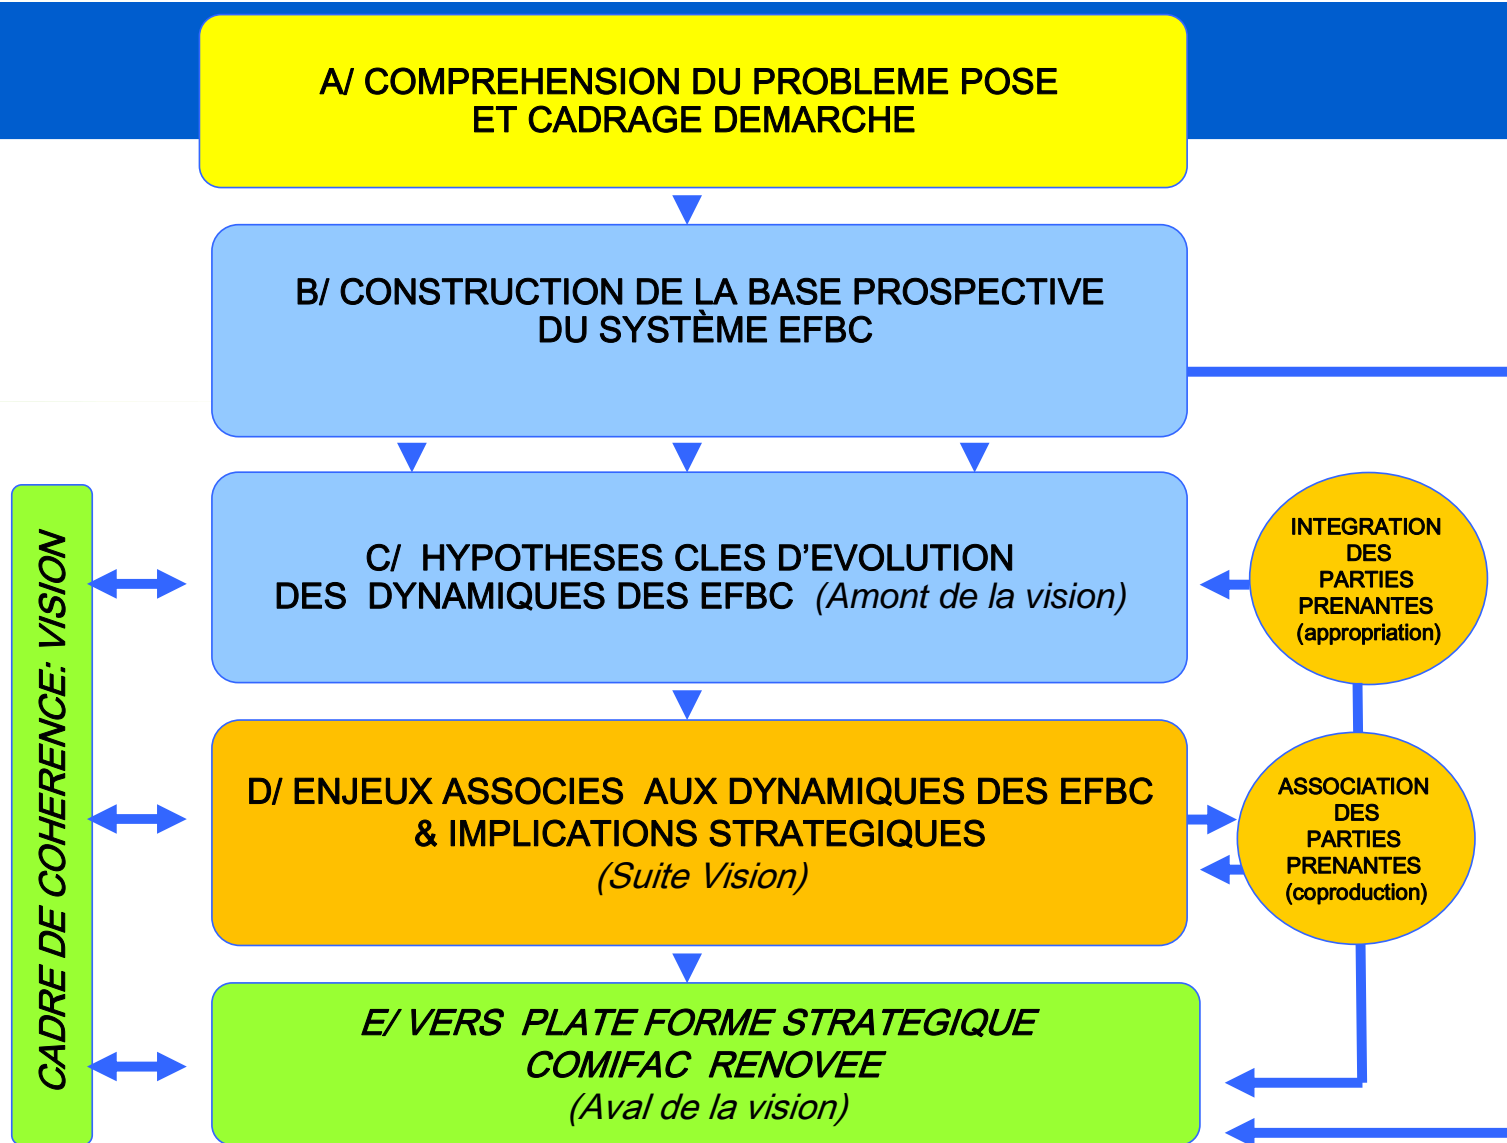 A/ COMPREHENSION DU PROBLEME POSE
ET CADRAGE DEMARCHE
B/ CONSTRUCTION DE LA BASE PROSPECTIVE
DU SYSTÈME EFBC
C/ HYPOTHESES CLES D’EVOLUTION
DES DYNAMIQUES DES EFBC (Amont de la vision)
D/ ENJEUX ASSOCIES AUX DYNAMIQUES DES EFBC
& IMPLICATIONS STRATEGIQUES
(Suite Vision)
E/ VERS PLATE FORME STRATEGIQUE
COMIFAC RENOVEE
(Aval de la vision)
CADRE DE COHERENCE: VISION
INTEGRATION
DES
PARTIES
PRENANTES
(appropriation)
ASSOCIATION
DES
PARTIES
PRENANTES
(coproduction)